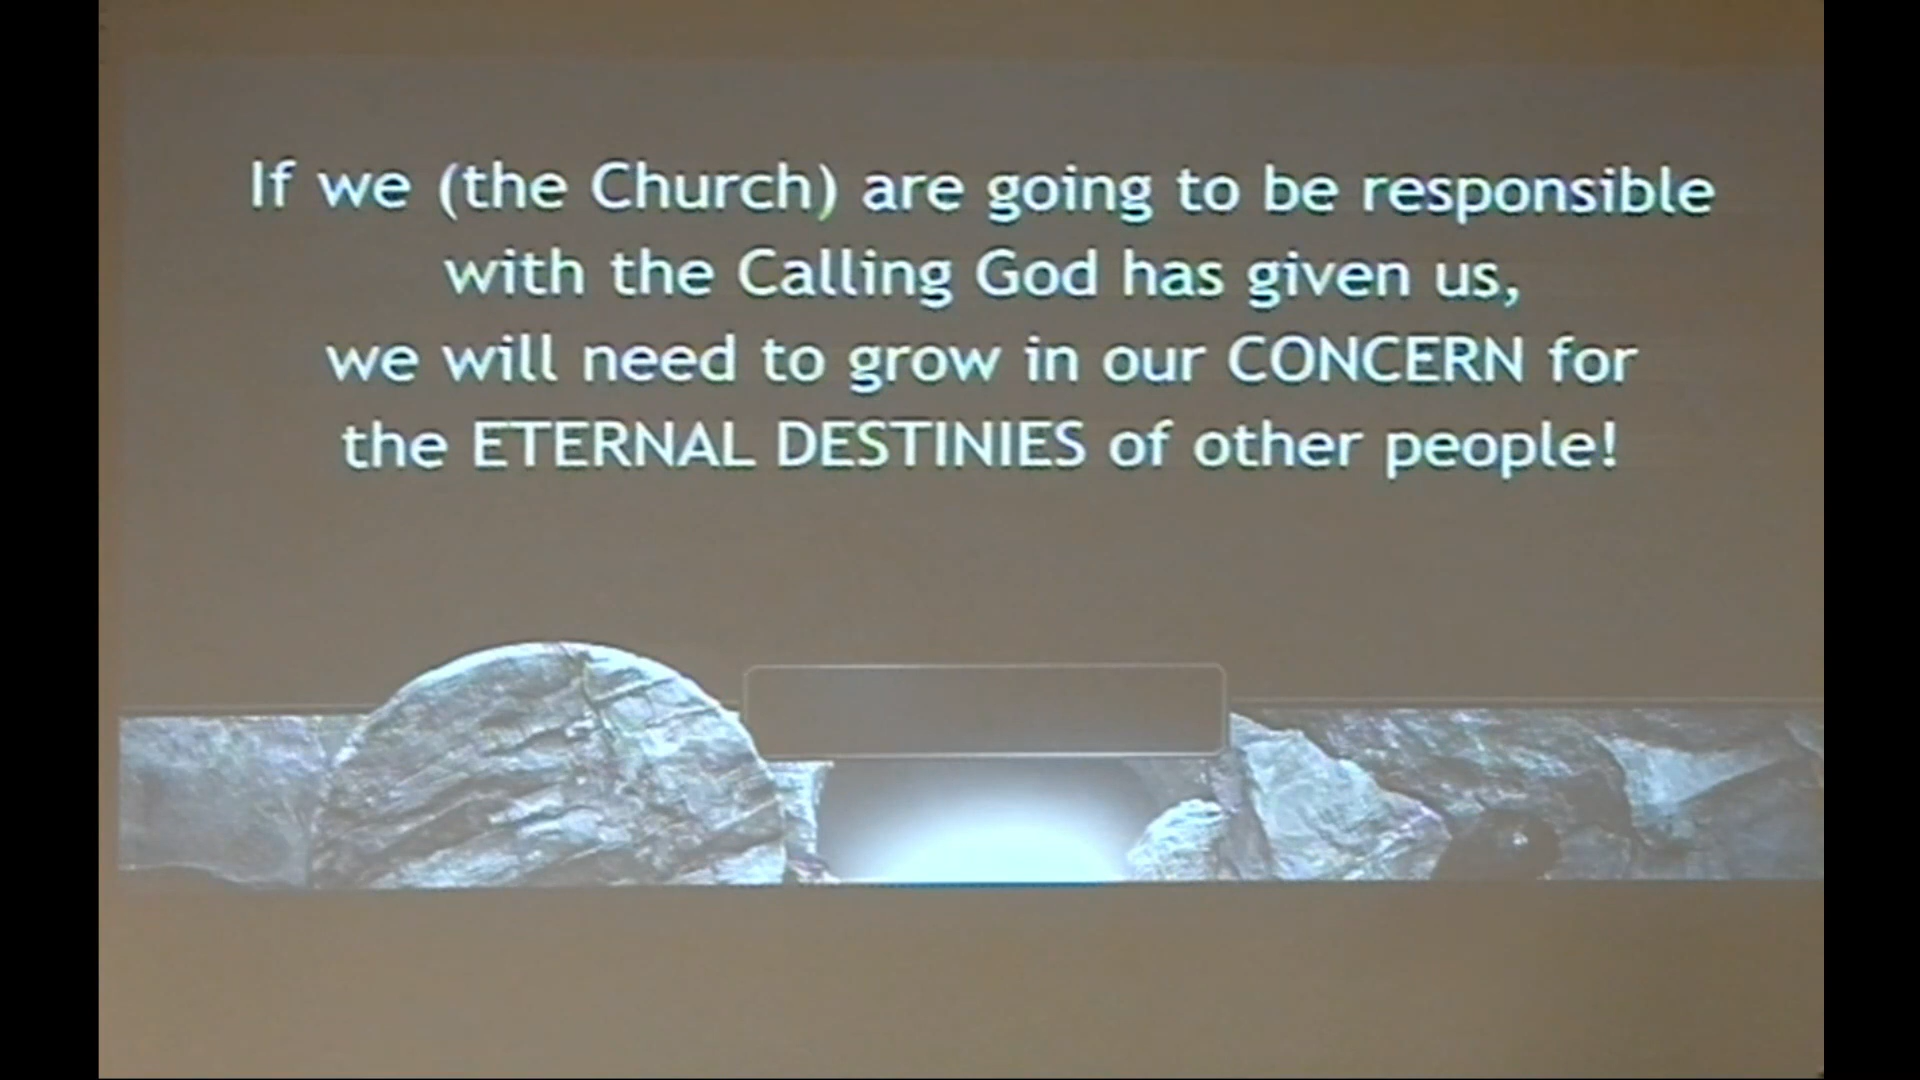 If we (the Church) are going to be responsible
with the Calling God has given us,
we will need to grow in our CONCERN for
the ETERNAL DESTINIES of other people!